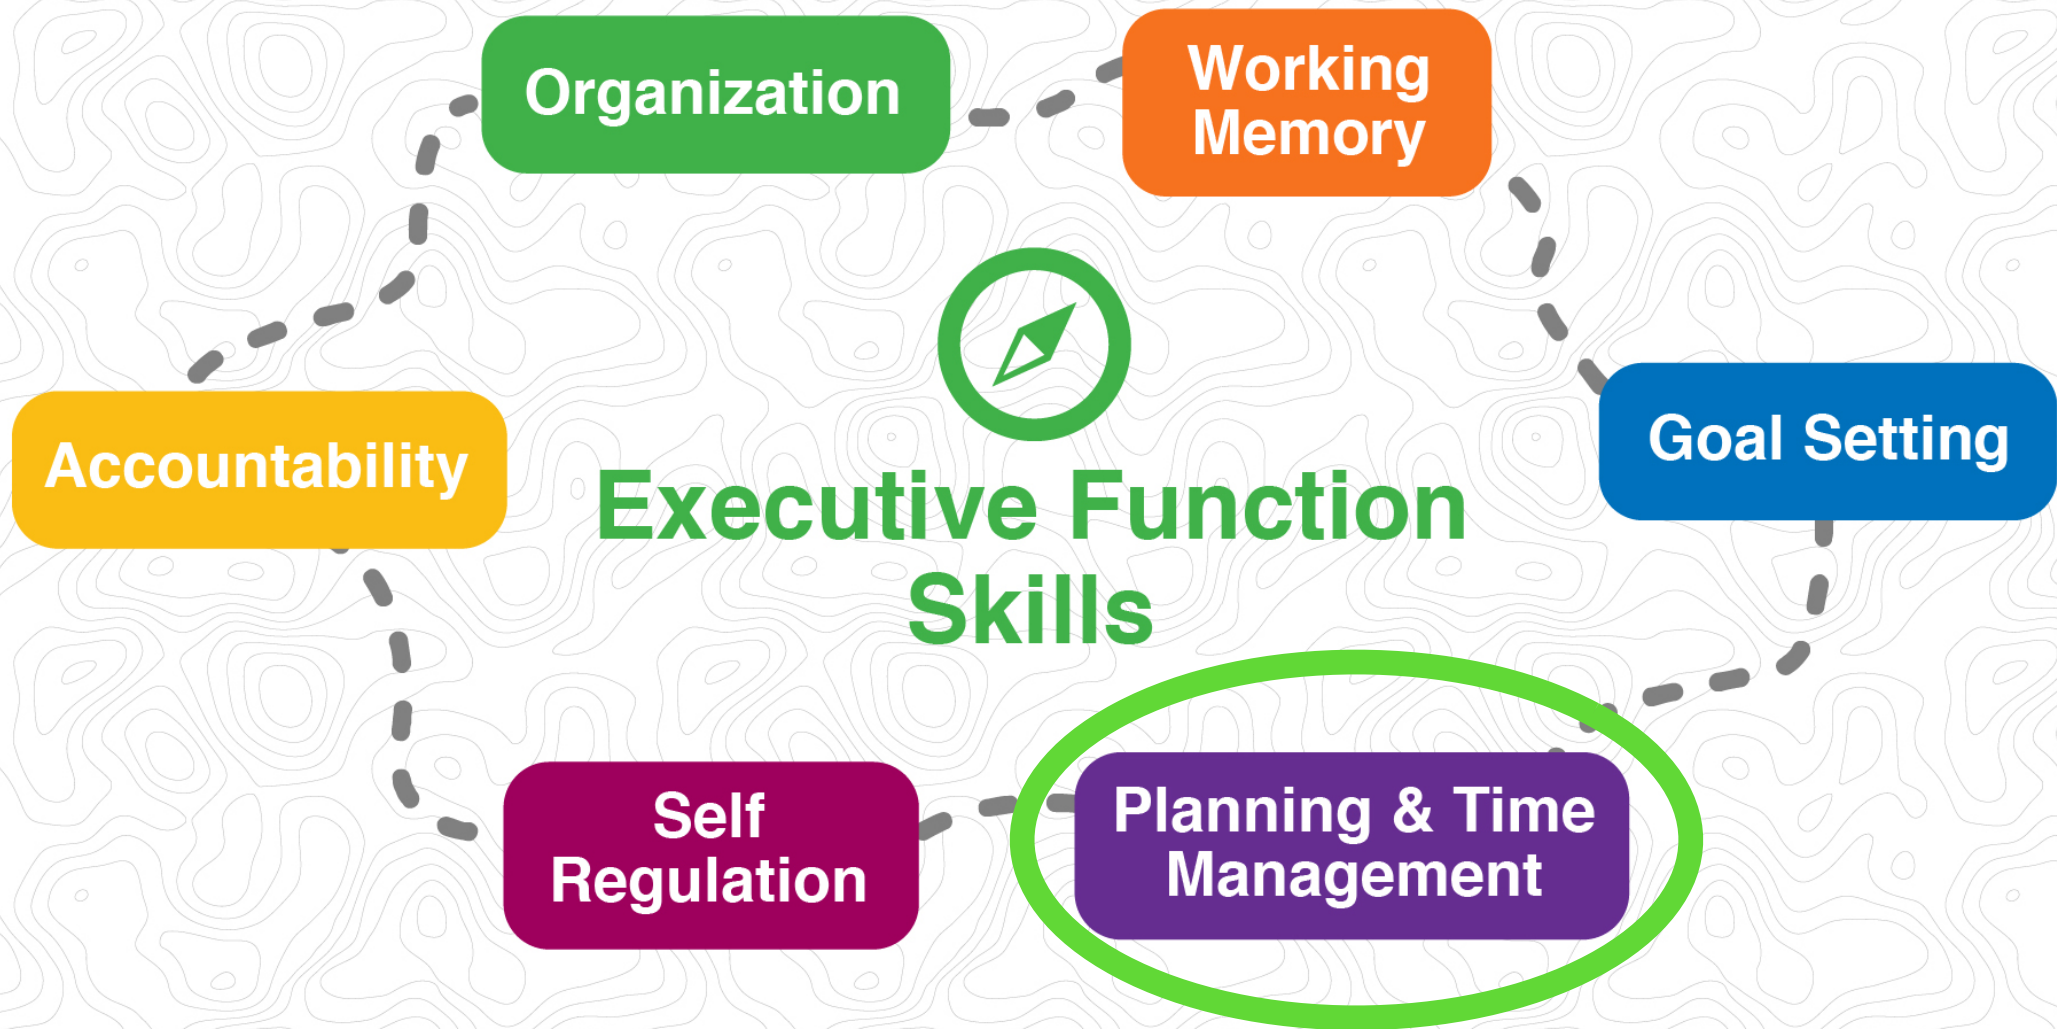 Organization
Working
Memory
Accountability
Goal Setting
Executive Function
Skills
Self
Regulation
Planning & Time
Management